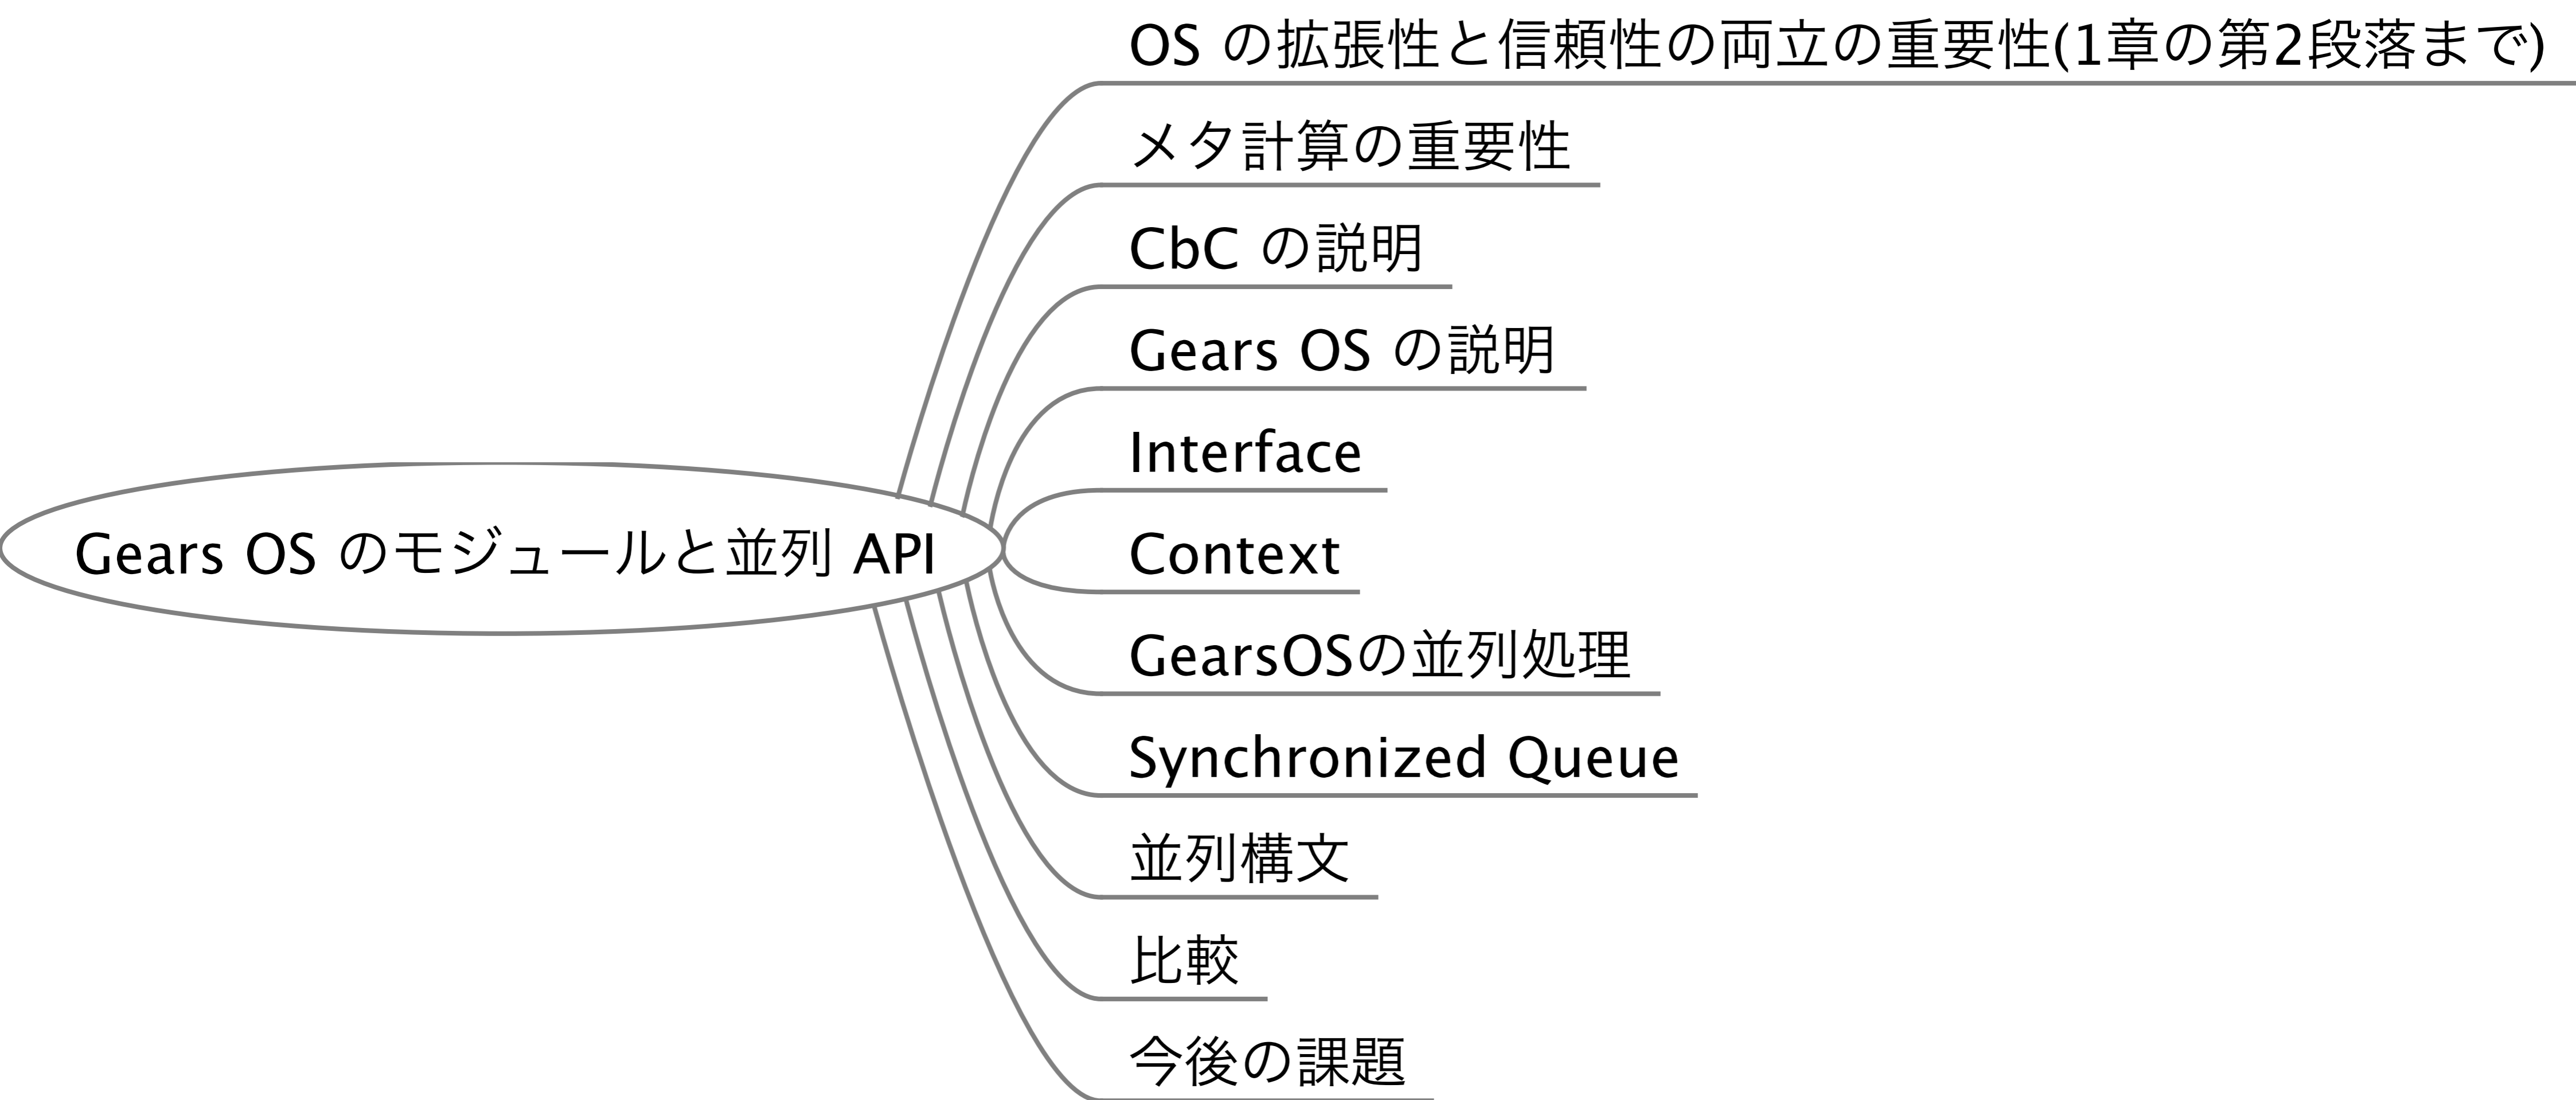 OS の拡張性と信頼性の両立の重要性(1章の第2段落まで)
メタ計算の重要性
CbC の説明
Gears OS の説明
Interface
Gears OS のモジュールと並列 API
Context
GearsOSの並列処理
Synchronized Queue
並列構文
比較
今後の課題